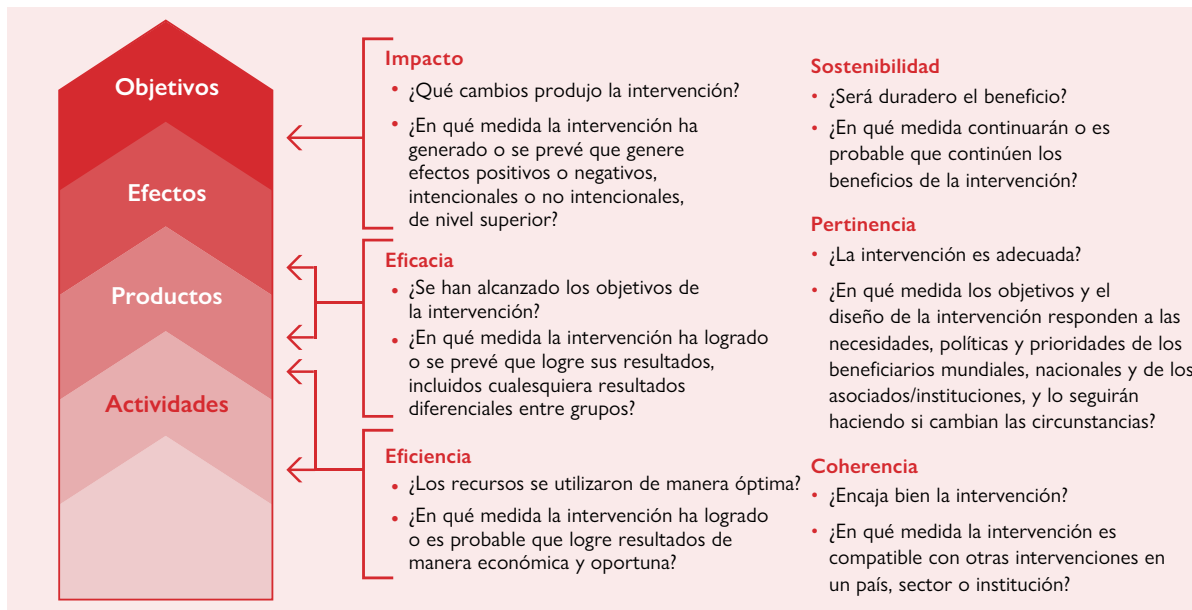 Objetivos
Efectos
Productos
Actividades
Impacto
• ¿Qué cambios produjo la intervención?
• ¿En qué medida la intervención ha
generado o se prevé que genere
efectos positivos o negativos,
intencionales o no intencionales,
de nivel superior?
Eficacia
• ¿Se han alcanzado los objetivos de
la intervención?
• ¿En qué medida la intervención ha logrado
o se prevé que logre sus resultados,
incluidos cualesquiera resultados
diferenciales entre grupos?
Eficiencia
• ¿Los recursos se utilizaron de manera óptima?
• ¿En qué medida la intervención ha logrado
o es probable que logre resultados de
manera económica y oportuna?
Sostenibilidad
• ¿Será duradero el beneficio?
• ¿En qué medida continuarán o es
probable que continúen los
beneficios de la intervención?
Pertinencia
• ¿La intervención es adecuada?
• ¿En qué medida los objetivos y el
diseño de la intervención responden a las
necesidades, políticas y prioridades de los
beneficiarios mundiales, nacionales y de los
asociados/instituciones, y lo seguirán
haciendo si cambian las circunstancias?
Coherencia
• ¿Encaja bien la intervención?
• ¿En qué medida la intervención es
compatible con otras intervenciones en
un país, sector o institución?